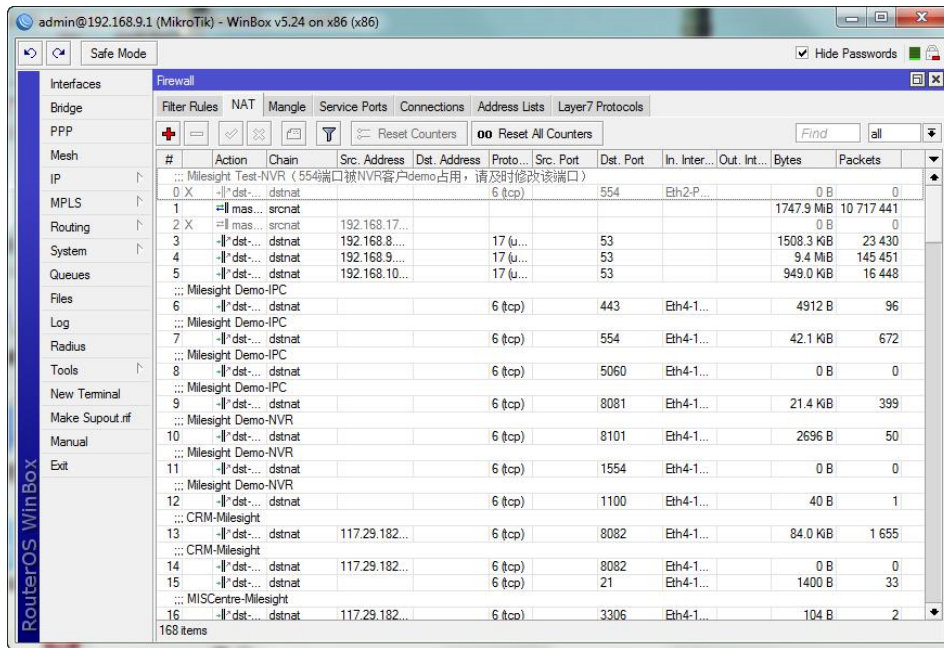 admin@192.168.9.1 (MikroTik) - WinBox v5.24 on x86 (x86)
Safe Mode
Hide Passwords
Interfaces
Bridge
PPP
Mesh
IP
MPLS
Routing
System
Queues
Files
Log
Radius
Tools
New Terminal
Make Supout.rif
Manual
Exit
RouterOS WinBox
Firewall
Filter Rules NAT Mangle Service Ports Connections Address Lists Layer7 Protocols
Reset Counters 00 Reset All Counters Find all
# Action Chain Src. Address Dst. Address Proto... Src. Port Dst. Port In. Inter... Out. Int... Bytes Packets
;;; Milesight Test-NVR（554端口被NVR客户demo占用，请及时修改该端口）
0 X dst-... dstnat 6 (tcp) 554 Eth2-P... 0 B 0
1 mas... srcnat 1747.9 MiB 10 717 441
2 X mas... srcnat 192.168.17... 0 B 0
3 dst-... dstnat 192.168.8.... 17 (u... 53 1508.3 KiB 23 430
4 dst-... dstnat 192.168.9.... 17 (u... 53 9.4 MiB 145 451
5 dst-... dstnat 192.168.10... 17 (u... 53 949.0 KiB 16 448
;;; Milesight Demo-IPC
6 dst-... dstnat 6 (tcp) 443 Eth4-1... 4912 B 96
;;; Milesight Demo-IPC
7 dst-... dstnat 6 (tcp) 554 Eth4-1... 42.1 KiB 672
;;; Milesight Demo-IPC
8 dst-... dstnat 6 (tcp) 5060 Eth4-1... 0 B 0
;;; Milesight Demo-IPC
9 dst-... dstnat 6 (tcp) 8081 Eth4-1... 21.4 KiB 399
;;; Milesight Demo-NVR
10 dst-... dstnat 6 (tcp) 8101 Eth4-1... 2696 B 50
;;; Milesight Demo-NVR
11 dst-... dstnat 6 (tcp) 1554 Eth4-1... 0 B 0
;;; Milesight Demo-NVR
12 dst-... dstnat 6 (tcp) 1100 Eth4-1... 40 B 1
;;; CRM-Milesight
13 dst-... dstnat 117.29.182... 6 (tcp) 8082 Eth4-1... 84.0 KiB 1 655
;;; CRM-Milesight
14 dst-... dstnat 117.29.182... 6 (tcp) 8082 Eth4-1... 0 B 0
15 dst-... dstnat 6 (tcp) 21 Eth4-1... 1400 B 33
;;; MISCentre-Milesight
16 dst-... dstnat 117.29.182... 6 (tcp) 3306 Eth4-1... 104 B 2
168 items